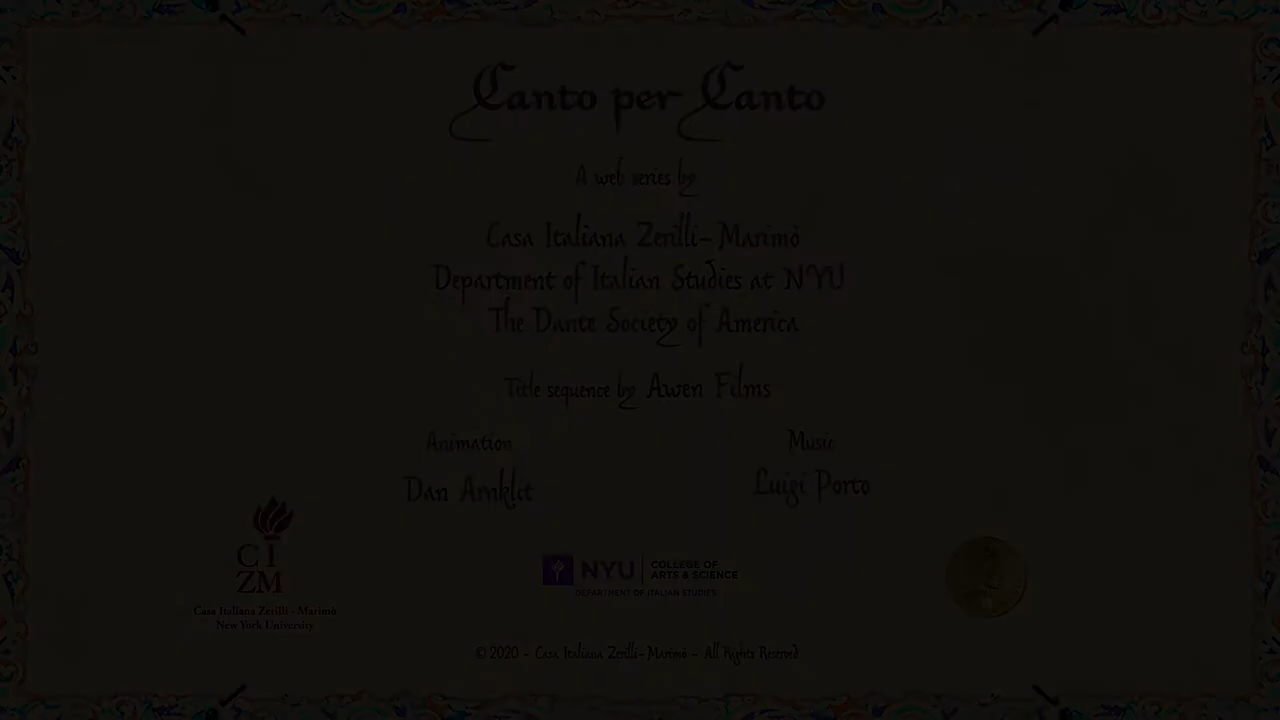 Canto per Canto
A web series by
Casa Italiana Zerilli-Marimò
Department of Italian Studies at NYU
The Dante Society of America
Title sequence by Awen Films
Animation
Music
Dan Amklit
Luigi Porto
CI
ZM
Casa Italiana Zerilli - Marimò
New York University
NYU
COLLEGE OF
ARTS & SCIENCE
DEPARTMENT OF ITALIAN STUDIES
© 2020 - Casa Italiana Zerilli-Marimò - All Rights Reserved